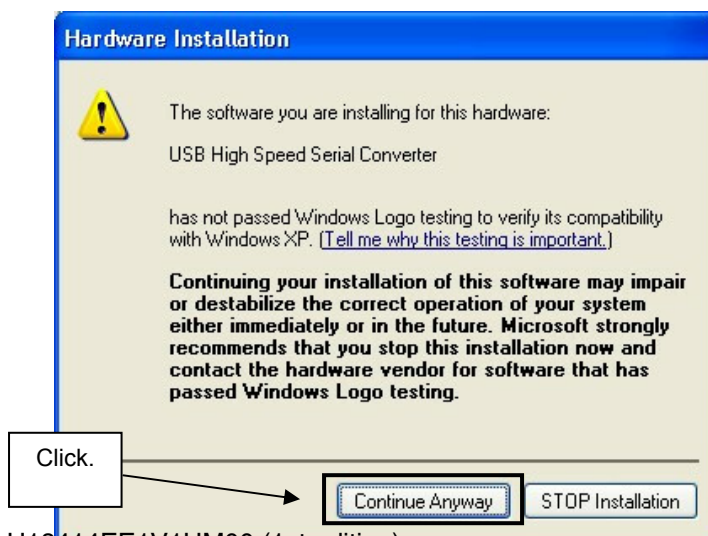 Hardware Installation
The software you are installing for this hardware:
USB High Speed Serial Converter
has not passed Windows Logo testing to verify its compatibility
with Windows XP. (Tell me why this testing is important.)
Continuing your installation of this software may impair
or destabilize the correct operation of your system
either immediately or in the future. Microsoft strongly
recommends that you stop this installation now and
contact the hardware vendor for software that has
passed Windows Logo testing.
Click.
Continue Anyway STOP Installation